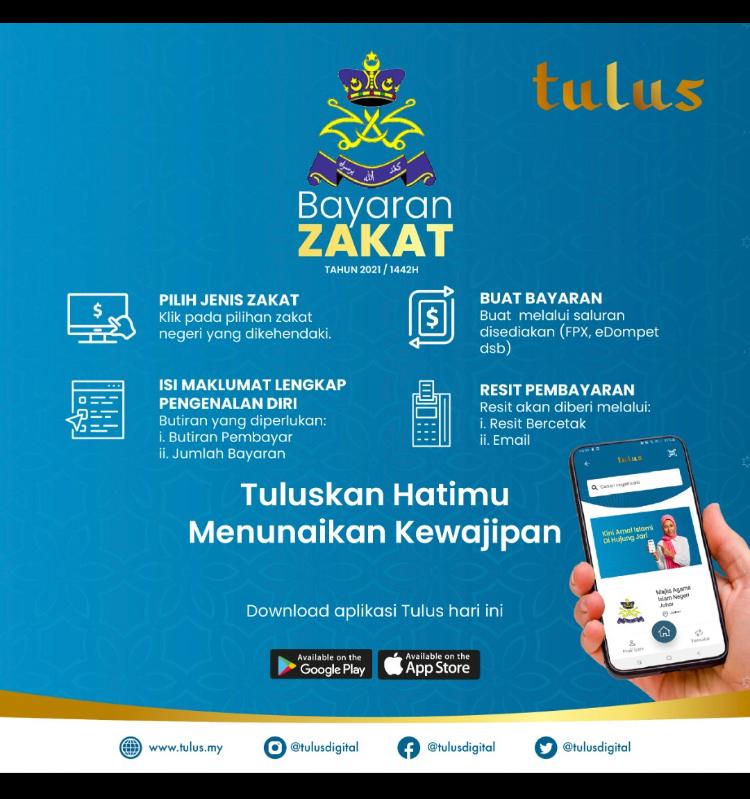 tulus
Bayaran
ZAKAT
TAHUN 2021 / 1442H
PILIH JENIS ZAKAT
Klik pada pilihan zakat
negeri yang dikehendaki.
BUAT BAYARAN
Buat melalui saluran
disediakan (FPX, eDompet
dsb)
ISI MAKLUMAT LENGKAP
PENGENALAN DIRI
Butiran yang diperlukan:
i. Butiran Pembayar
ii. Jumlah Bayaran
RESIT PEMBAYARAN
Resit akan diberi melalui:
i. Resit Bercetak
ii. Email
Tuluskan Hatimu
Menunaikan Kewajipan
tulus
Kini Amal Islami
Di Hujung Jari
Majlis Agama
Islam Negeri
Johor
Download aplikasi Tulus hari ini
Available on the
Google Play
Available on the
App Store
www.tulus.my
@tulusdigital
@tulusdigital
@tulusdigital